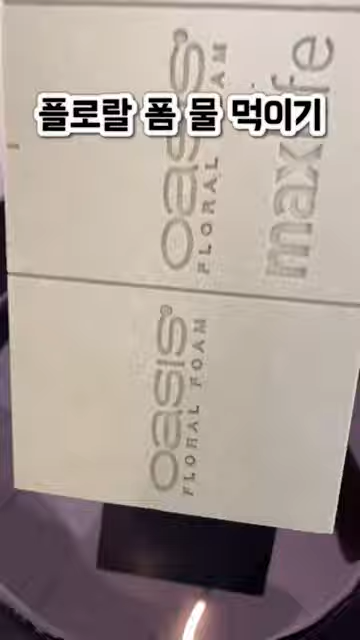 플로랄 폼 물 먹이기
oasis®
FLORAL FOAM
maxlife
oasis®
FLORAL FOAM